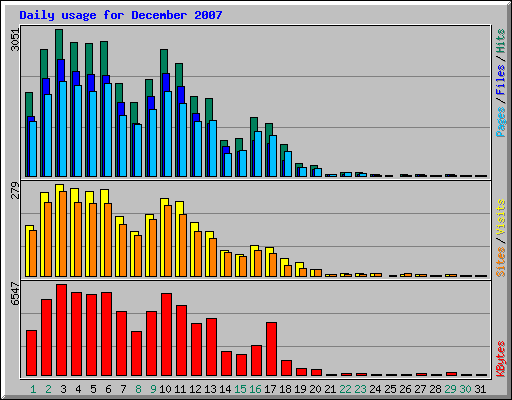 Daily usage for December 2007
3051
Pages / Files / Hits
279
Sites / Visits
6547
KBytes
1 2 3 4 5 6 7 8 9 10 11 12 13 14 15 16 17 18 19 20 21 22 23 24 25 26 27 28 29 30 31